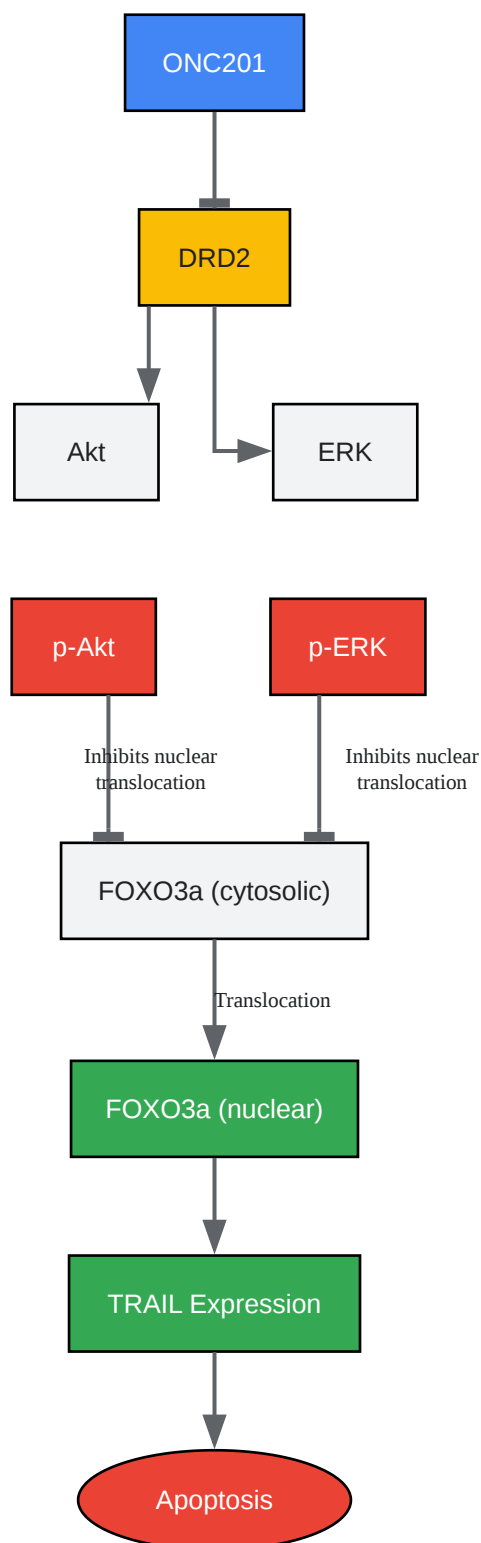 ONC201
DRD2
Akt
ERK
p-Akt
p-ERK
Inhibits nuclear
translocation
Inhibits nuclear
translocation
FOXO3a (cytosolic)
Translocation
FOXO3a (nuclear)
TRAIL Expression
Apoptosis